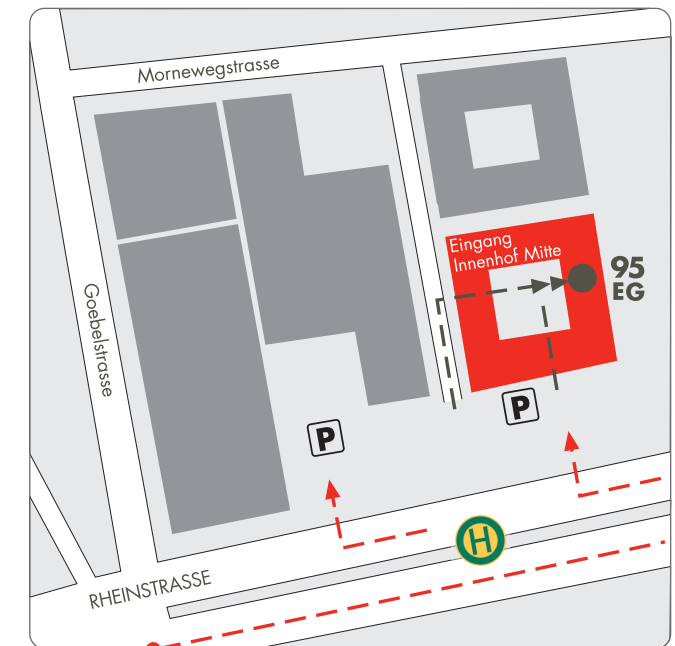 Mornewegstrasse
Eingang
Innenhof Mitte
95
EG
Goebelstrasse
P
P
H
RHEINSTRASSE